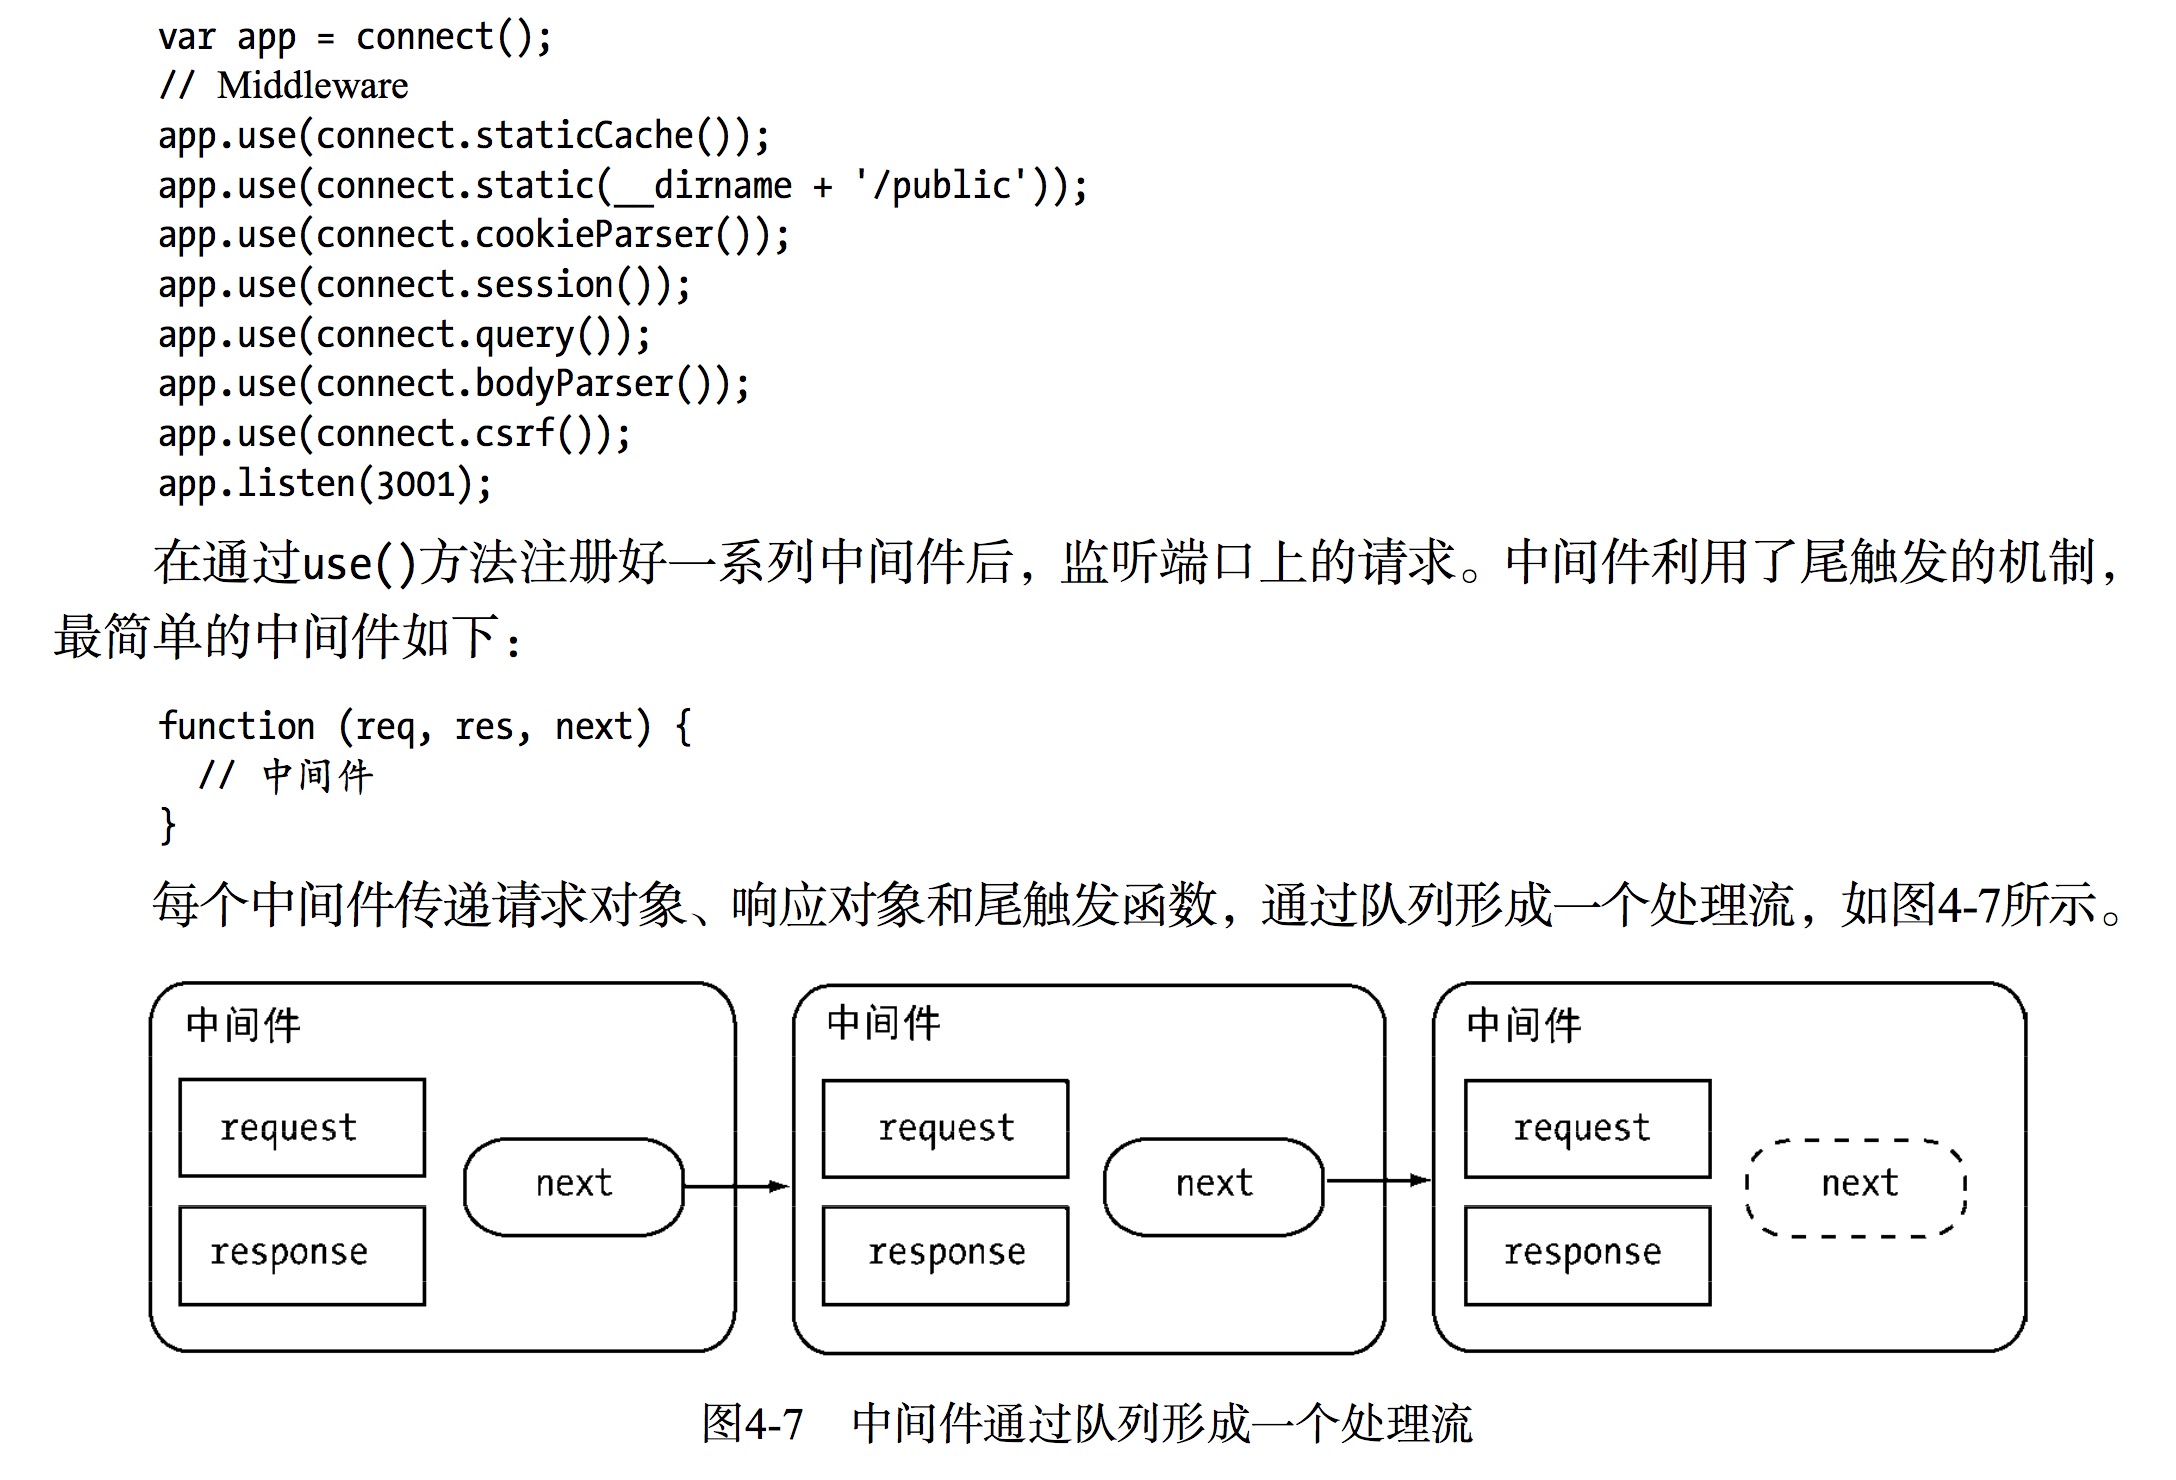 var app = connect();
// Middleware
app.use(connect.staticCache());
app.use(connect.static(__dirname + '/public'));
app.use(connect.cookieParser());
app.use(connect.session());
app.use(connect.query());
app.use(connect.bodyParser());
app.use(connect.csrf());
app.listen(3001);
在通过use()方法注册好一系列中间件后，监听端口上的请求。中间件利用了尾触发的机制，
最简单的中间件如下：
function (req, res, next) {
  // 中间件
}
每个中间件传递请求对象、响应对象和尾触发函数，通过队列形成一个处理流，如图4-7所示。
中间件
request
next
response
中间件
request
next
response
中间件
request
next
response
图4-7 中间件通过队列形成一个处理流